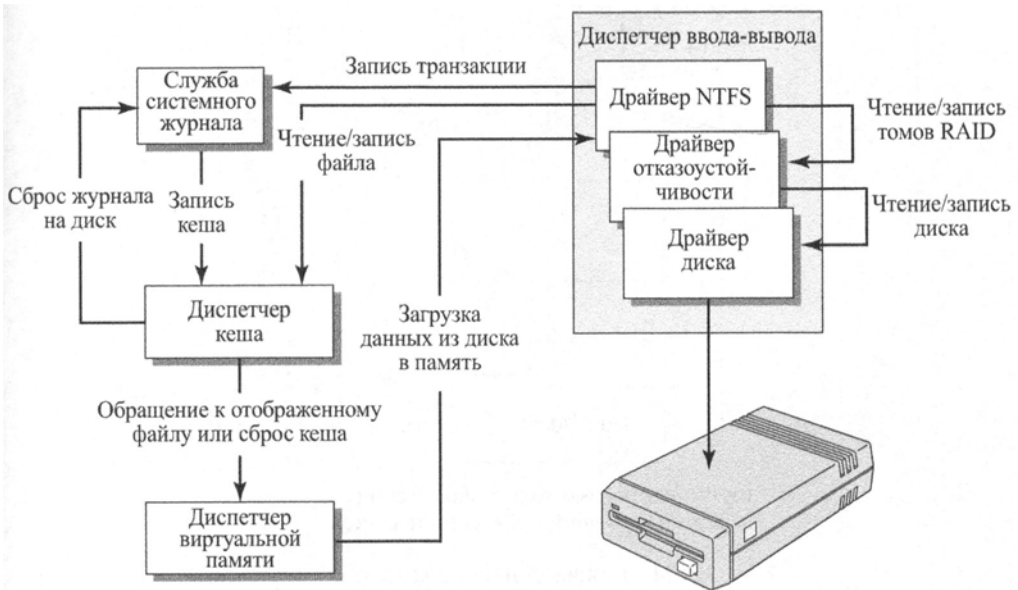 Диспетчер ввода-вывода
Служба
системного
журнала
Запись транзакции
Драйвер NTFS
Чтение/запись
томов RAID
Чтение/запись
файла
Драйвер
отказоустой-
чивости
Сброс журнала
на диск
Запись
кеша
Чтение/запись
диска
Драйвер
диска
Диспетчер
кеша
Загрузка
данных из диска
в память
Обращение к отображенному
файлу или сброс кеша
Диспетчер
виртуальной
памяти